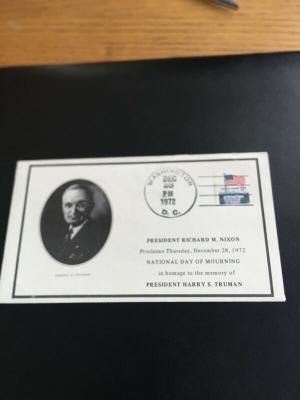 WASHINGTON
DEC
28
PM
1972
D. C.
PRESIDENT RICHARD M. NIXON
Proclaims Thursday, December 28, 1972
NATIONAL DAY OF MOURNING
in homage to the memory of
PRESIDENT HARRY S. TRUMAN